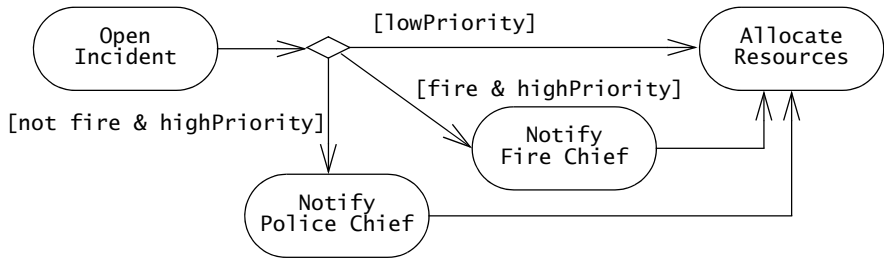 Open
Incident
[lowPriority]
Allocate
Resources
[fire & highPriority]
[not fire & highPriority]
Notify
Fire Chief
Notify
Police Chief